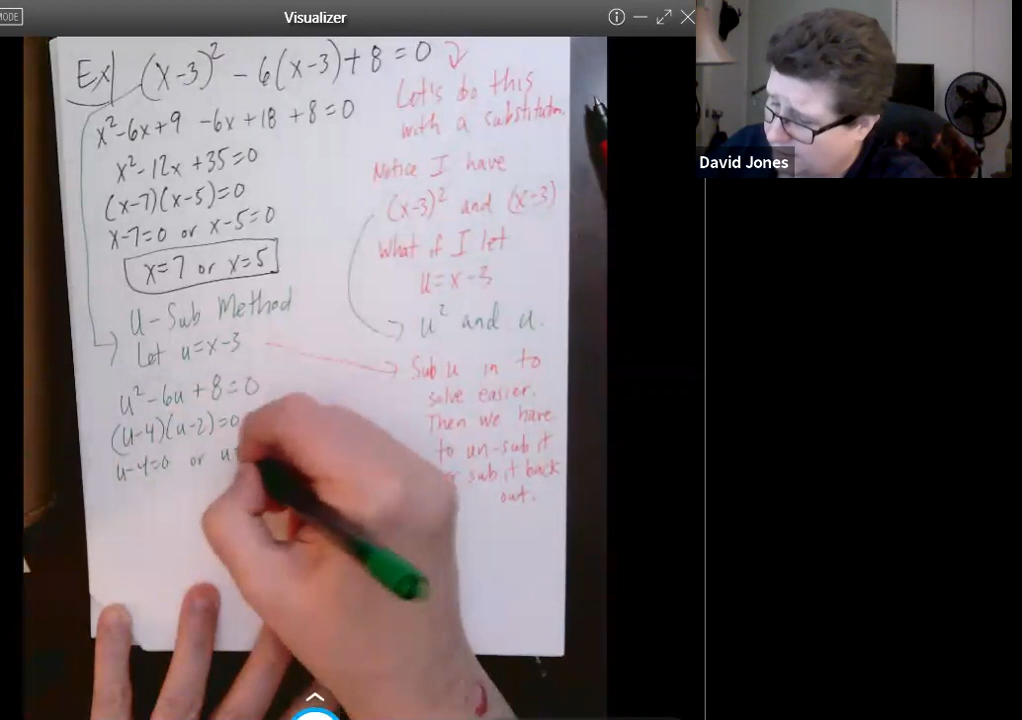 MODE
Visualizer
Ex) (x-3)² - 6(x-3) + 8 = 0
x² - 6x + 9 - 6x + 18 + 8 = 0
x² - 12x + 35 = 0
(x-7)(x-5) = 0
x-7=0 or x-5=0
x=7 or x=5
U-Sub Method
Let u=x-3
u² - 6u + 8 = 0
(u-4)(u-2)=0
u-4=0 or u
Let's do this
with a substitution.
Notice I have
(x-3)² and (x-3)
What if I let
u = x-3
u² and u.
Sub u in to
solve easier.
Then we have
to un-sub it
sub it back
out.
David Jones